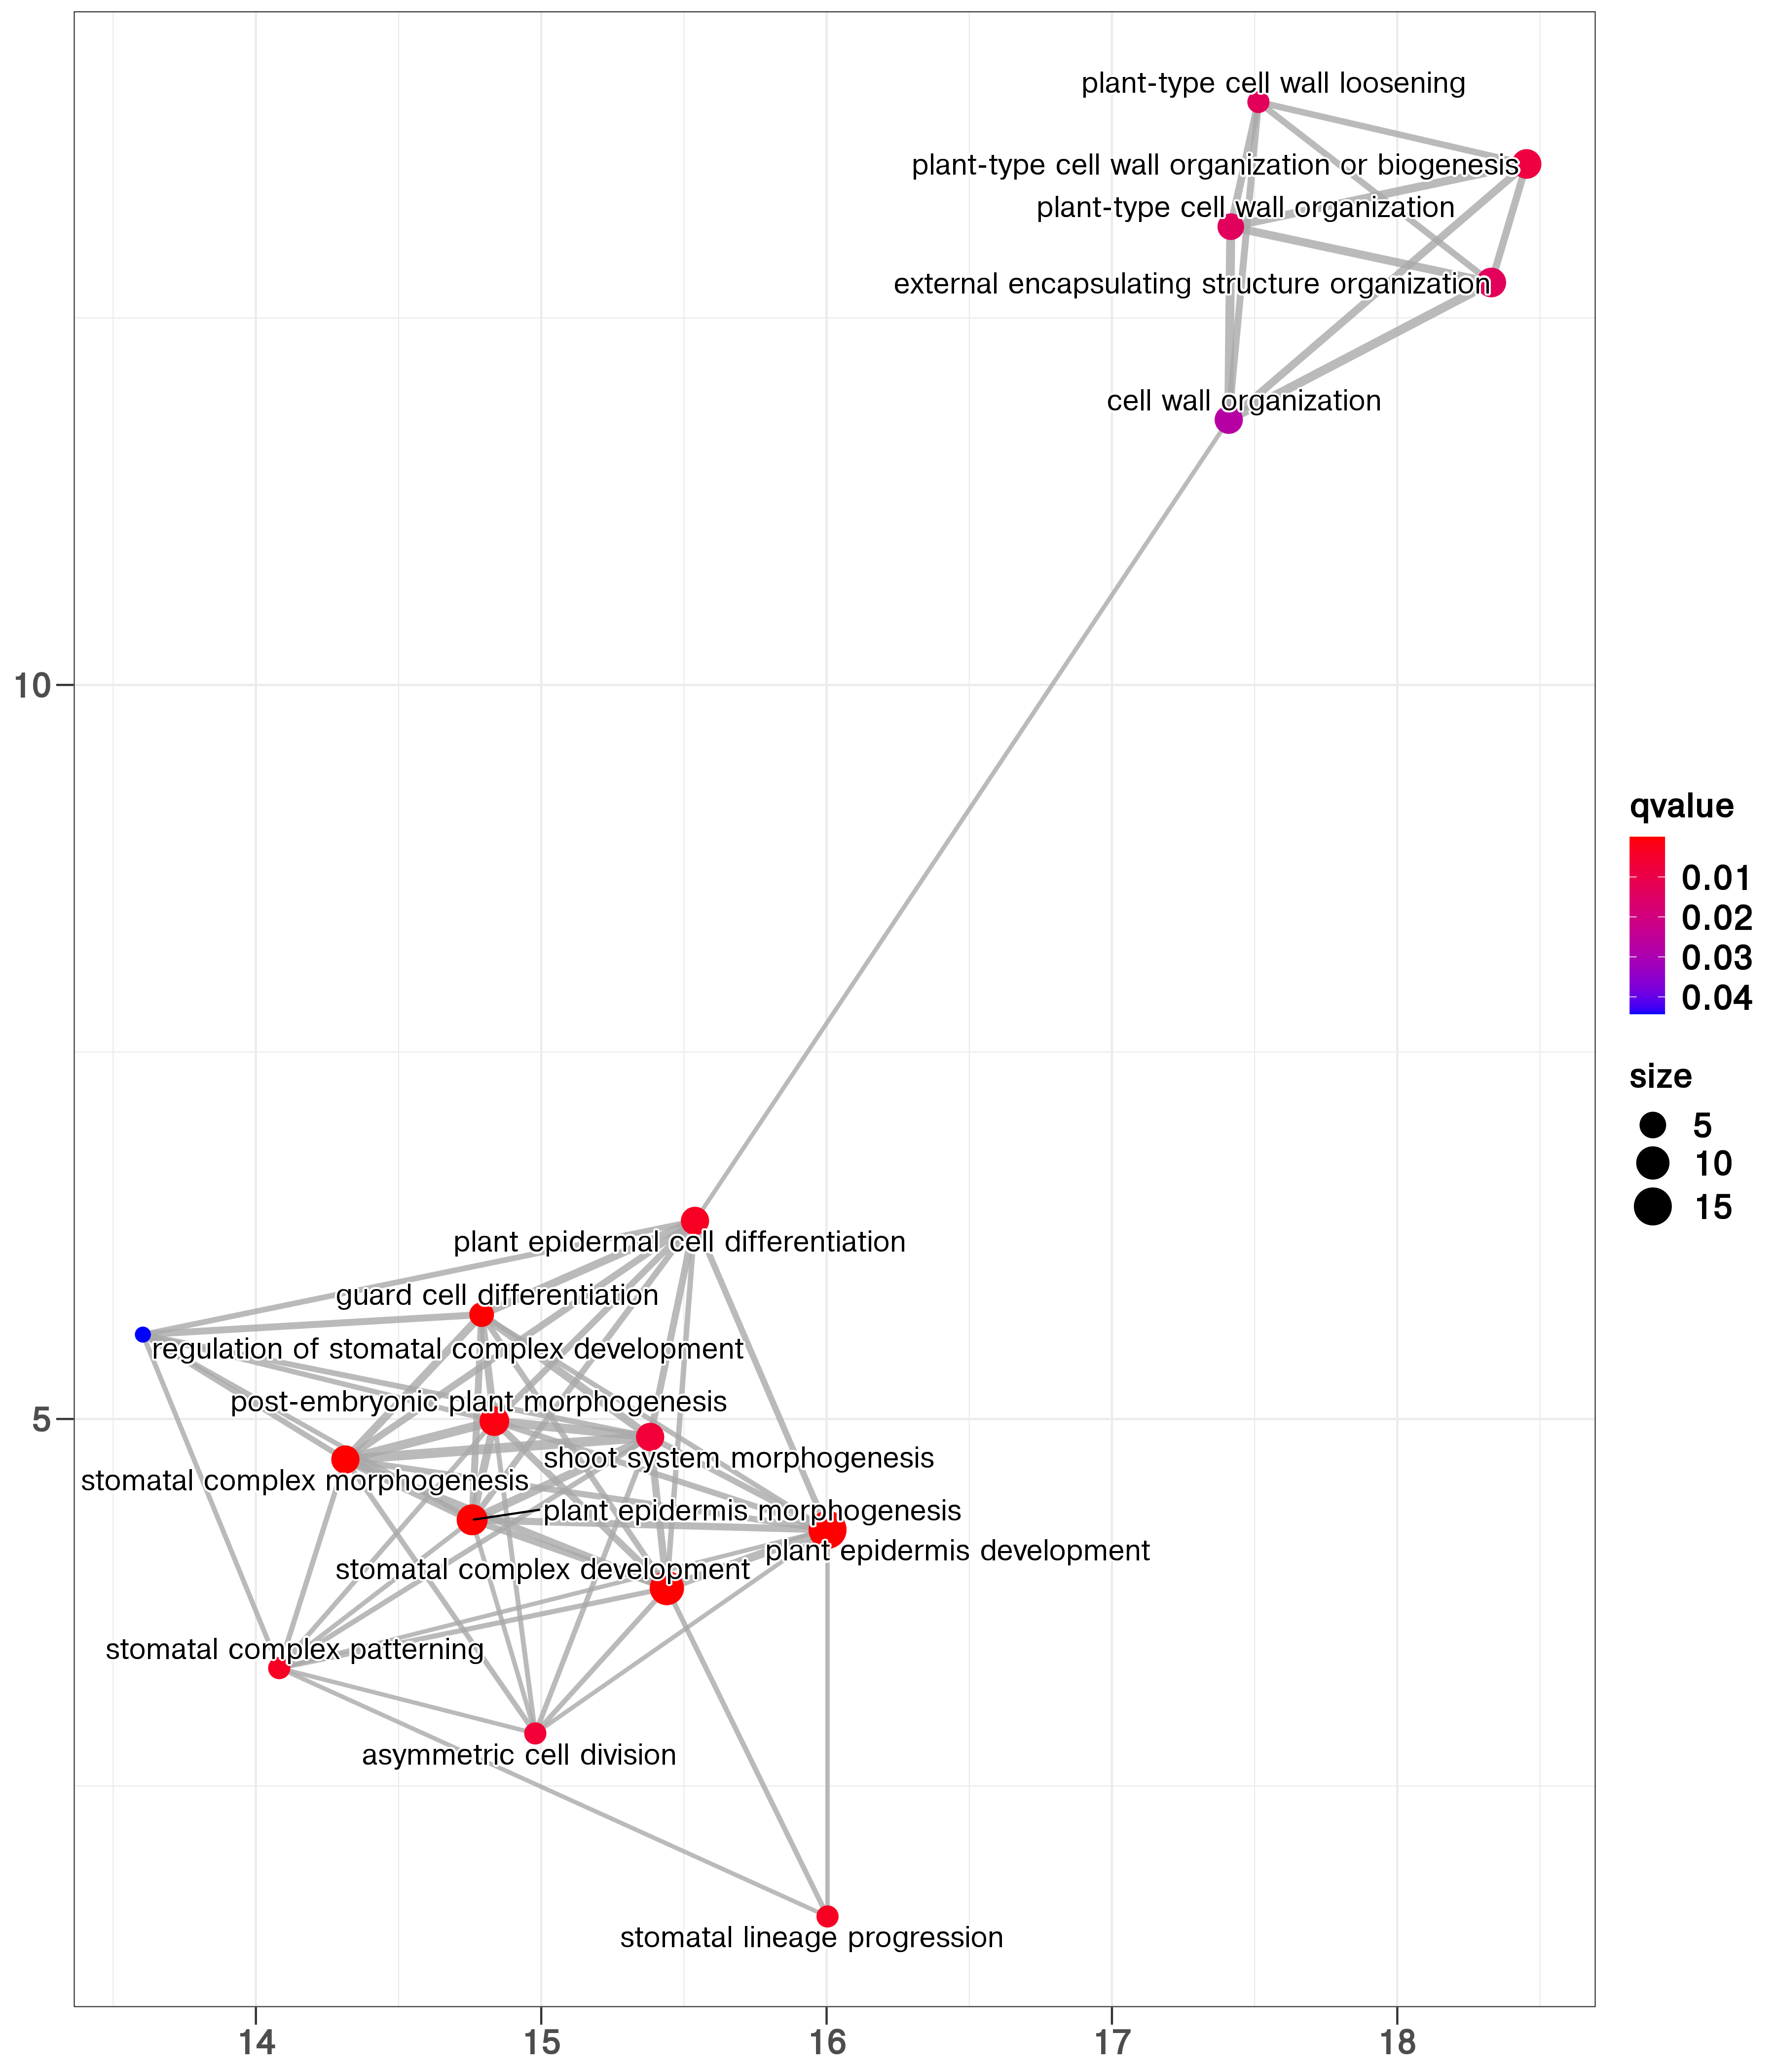 plant-type cell wall loosening
plant-type cell wall organization or biogenesis
plant-type cell wall organization
external encapsulating structure organization
cell wall organization
10
plant epidermal cell differentiation
guard cell differentiation
regulation of stomatal complex development
post-embryonic plant morphogenesis
5
shoot system morphogenesis
stomatal complex morphogenesis
plant epidermis morphogenesis
plant epidermis development
stomatal complex development
stomatal complex patterning
asymmetric cell division
stomatal lineage progression
14
15
16
17
18
qvalue
0.01
0.02
0.03
0.04
size
5
10
15